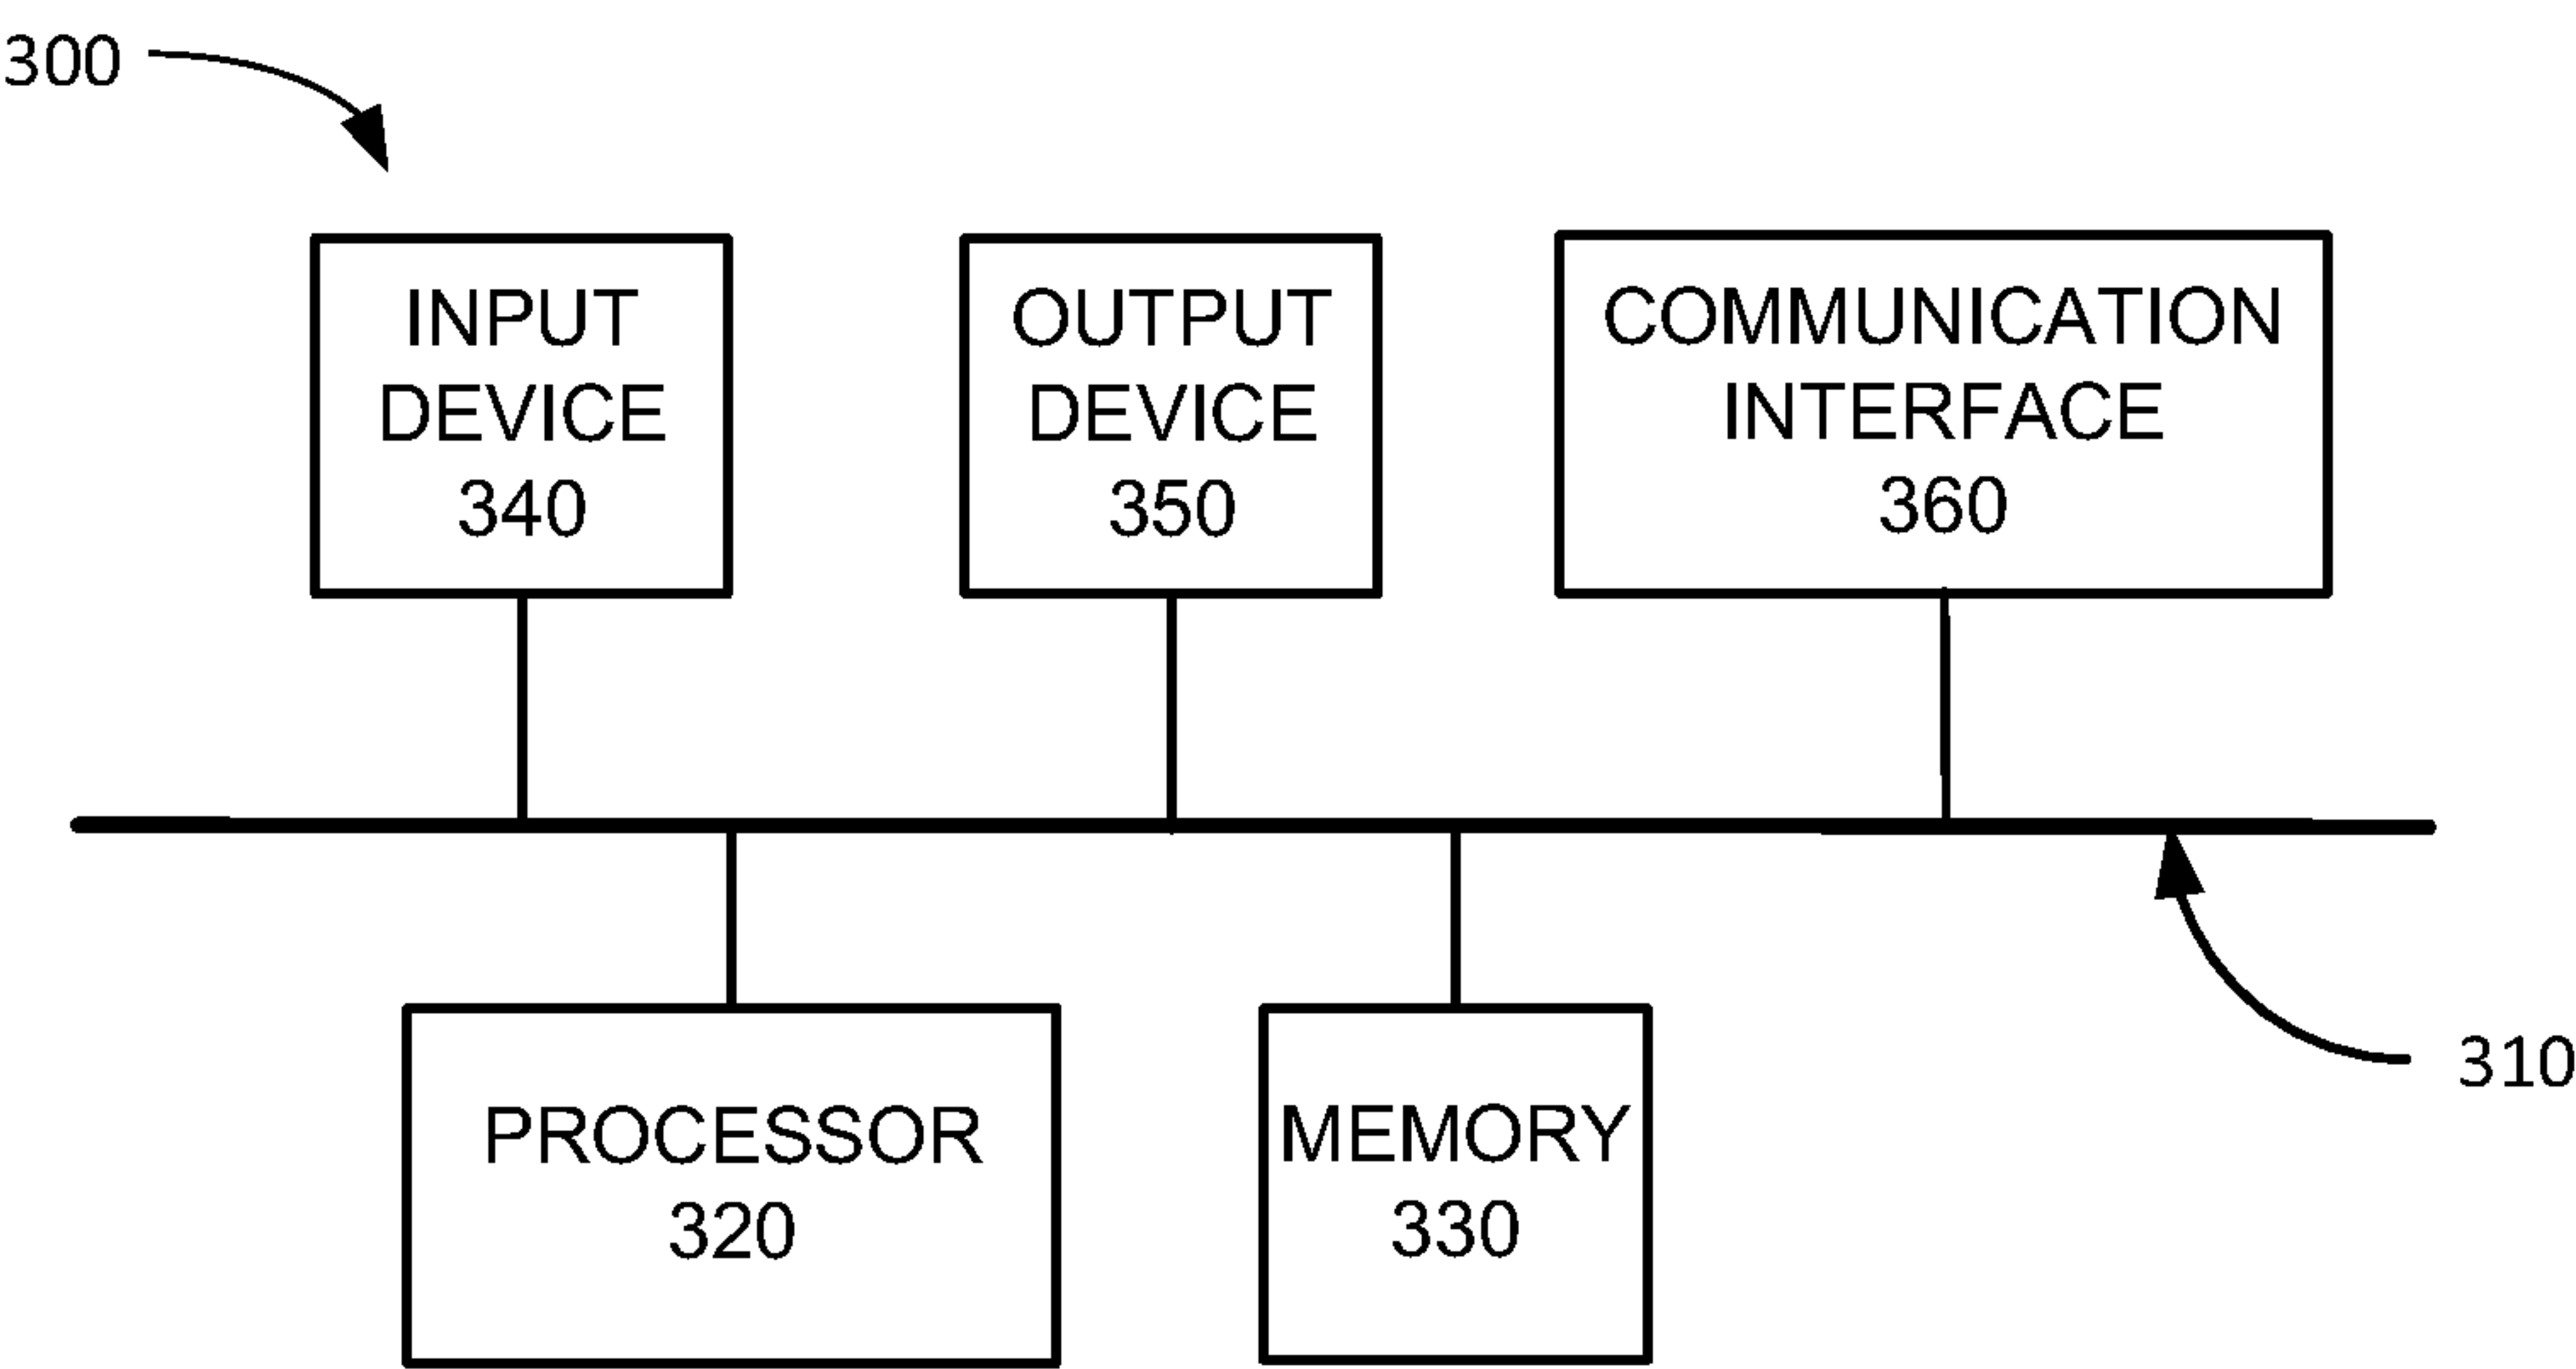 300
INPUT
DEVICE
340
OUTPUT
DEVICE
350
COMMUNICATION
INTERFACE
360
PROCESSOR
320
MEMORY
330
310